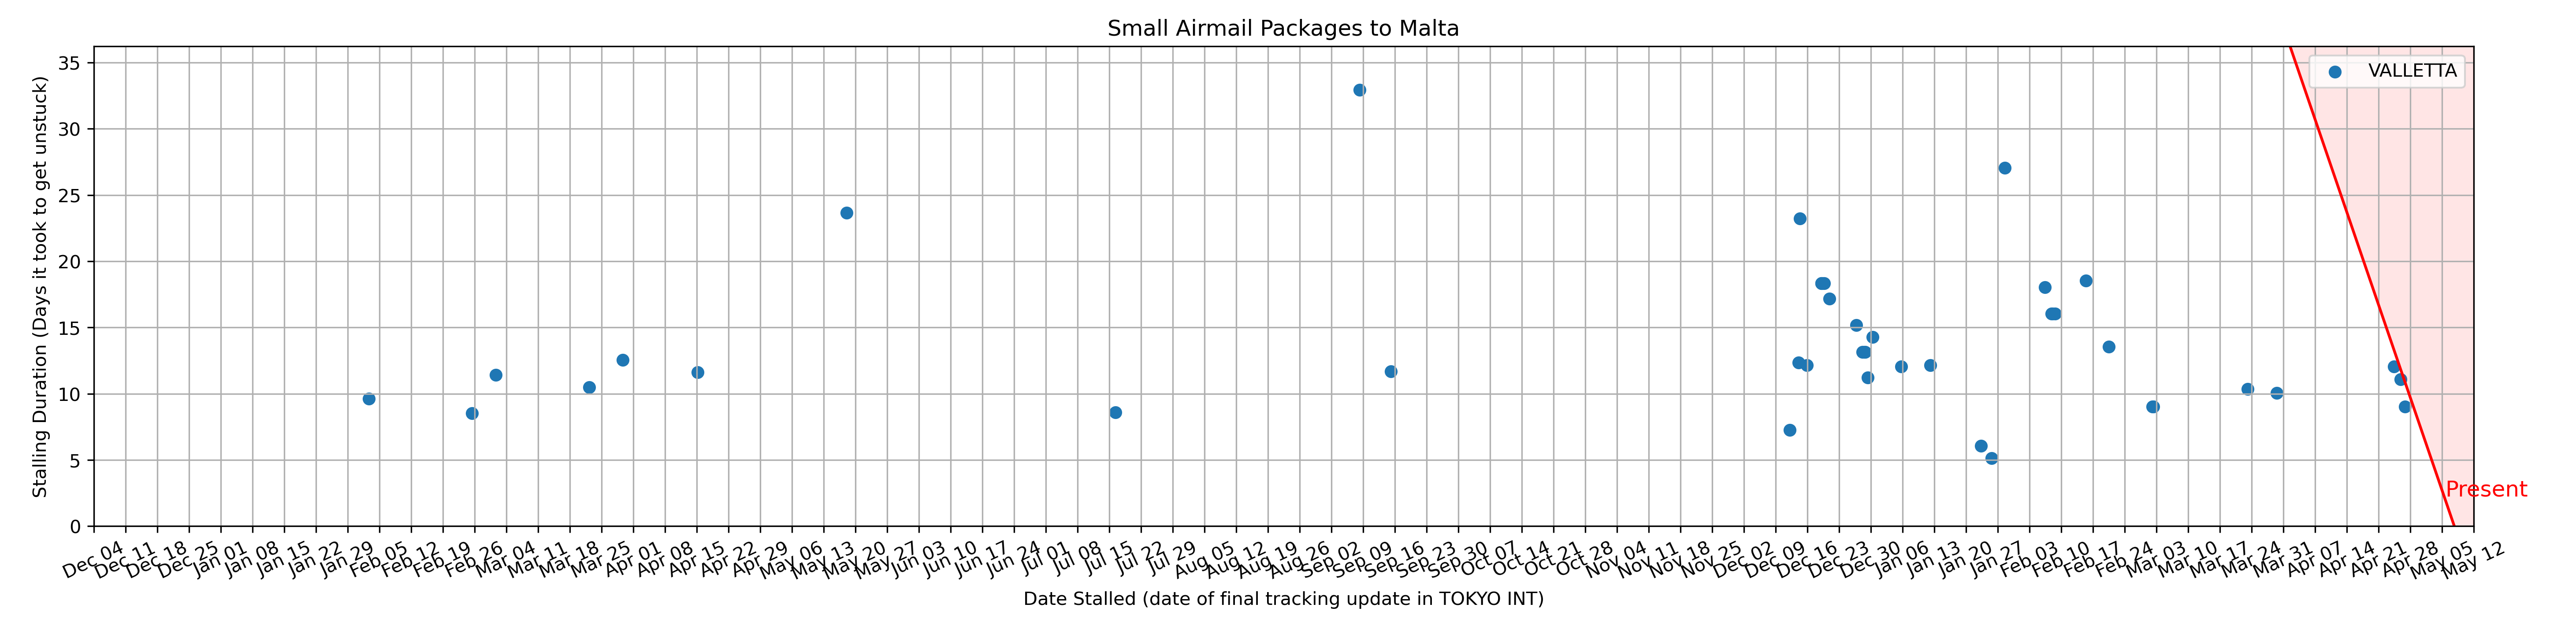 Small Airmail Packages to Malta
VALLETTA
Stalling Duration (Days it took to get unstuck)
35
30
25
20
15
10
5
0
Present
Dec 04
Dec 11
Dec 18
Dec 25
Jan 01
Jan 08
Jan 15
Jan 22
Jan 29
Feb 05
Feb 12
Feb 19
Feb 26
Mar 04
Mar 11
Mar 18
Mar 25
Apr 01
Apr 08
Apr 15
Apr 22
Apr 29
May 06
May 13
May 20
May 27
Jun 03
Jun 10
Jun 17
Jun 24
Jul 01
Jul 08
Jul 15
Jul 22
Jul 29
Aug 05
Aug 12
Aug 19
Aug 26
Sep 02
Sep 09
Sep 16
Sep 23
Sep 30
Oct 07
Oct 14
Oct 21
Oct 28
Nov 04
Nov 11
Nov 18
Nov 25
Dec 02
Dec 09
Dec 16
Dec 23
Dec 30
Jan 06
Jan 13
Jan 20
Jan 27
Feb 03
Feb 10
Feb 17
Feb 24
Mar 03
Mar 10
Mar 17
Mar 24
Mar 31
Apr 07
Apr 14
Apr 21
Apr 28
May 05
May 12
Date Stalled (date of final tracking update in TOKYO INT)